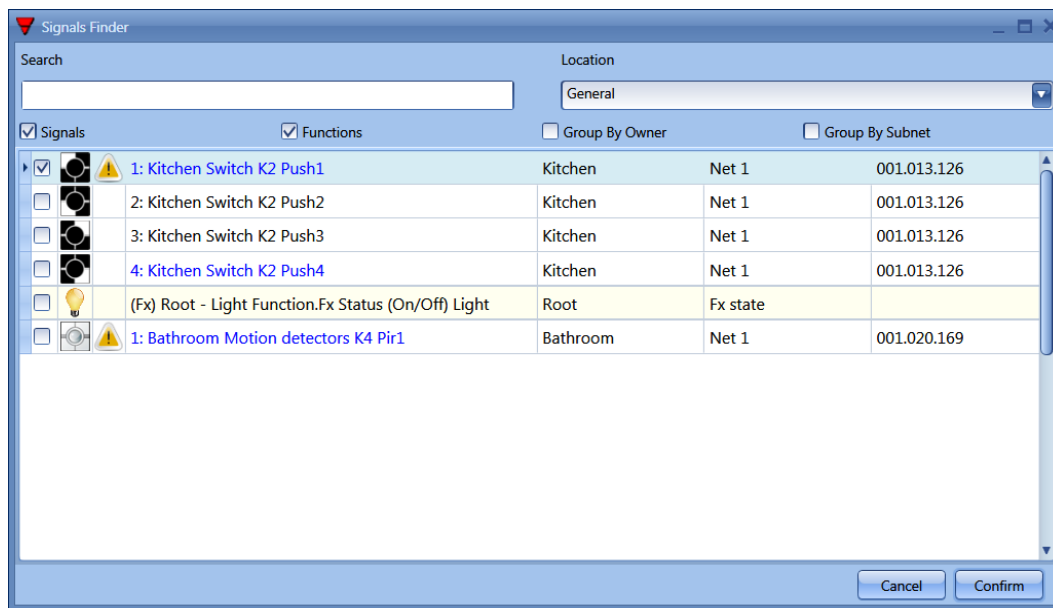 Signals Finder
Search Location
General
Signals Functions Group By Owner Group By Subnet
1: Kitchen Switch K2 Push1 Kitchen Net 1 001.013.126
2: Kitchen Switch K2 Push2 Kitchen Net 1 001.013.126
3: Kitchen Switch K2 Push3 Kitchen Net 1 001.013.126
4: Kitchen Switch K2 Push4 Kitchen Net 1 001.013.126
(Fx) Root - Light Function.Fx Status (On/Off) Light Root Fx state
1: Bathroom Motion detectors K4 Pir1 Bathroom Net 1 001.020.169
Cancel Confirm